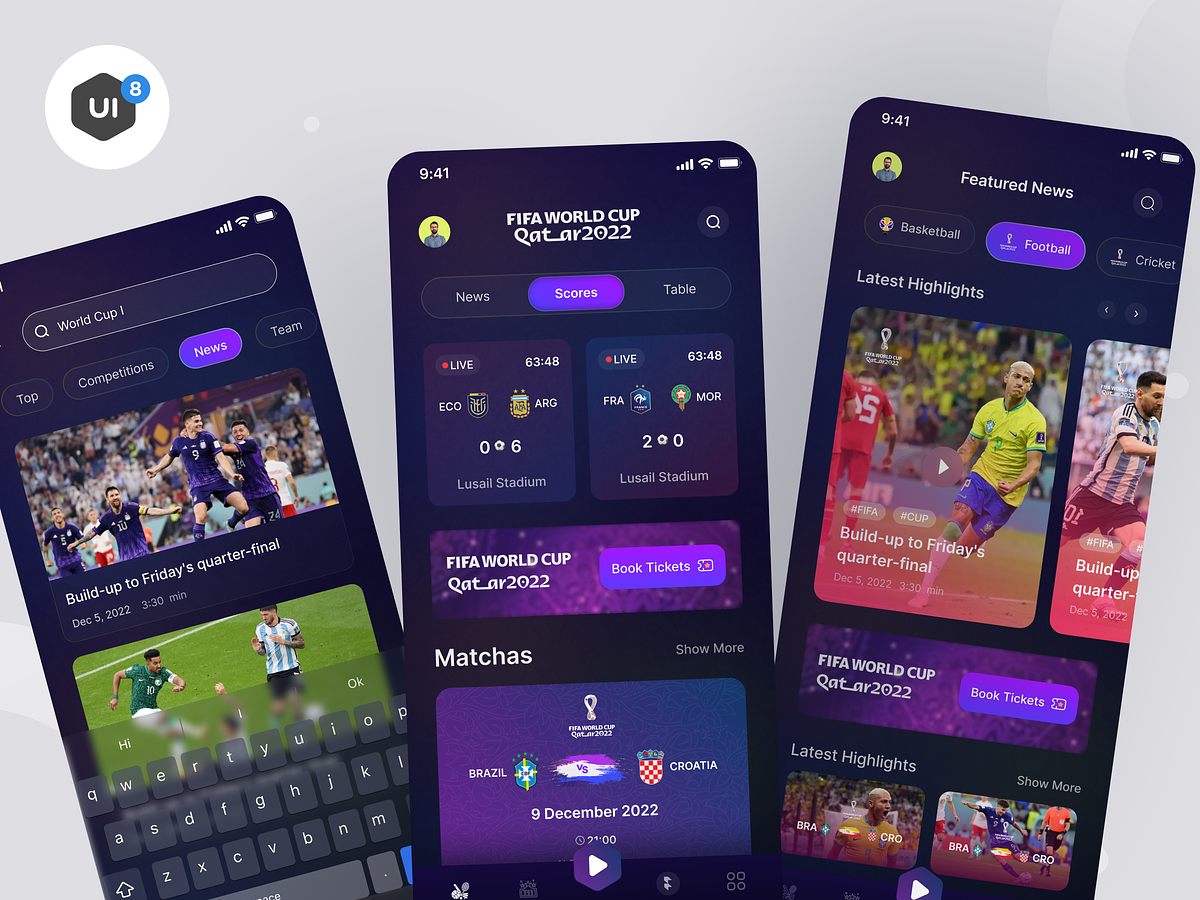 UI
8
World Cup I
Top
Competitions
News
Team
Build-up to Friday's quarter-final
Dec 5, 2022 3:30 min
Hi
I
Ok
q w e r t y u i o p
a s d f g h j k l
z x c v b n m
.
9:41
FIFA WORLD CUP
Qatar2022
News
Scores
Table
LIVE 63:48
ECO ARG
0 6
Lusail Stadium
LIVE 63:48
FRA MOR
2 0
Lusail Stadium
FIFA WORLD CUP
Qatar2022
Book Tickets
Matchas
Show More
FIFA WORLD CUP
Qatar2022
BRAZIL VS CROATIA
9 December 2022
21:00
9:41
Featured News
Basketball
Football
Cricket
Latest Highlights
FIFA WORLD CUP
Qatar2022
#FIFA #CUP
Build-up to Friday's
quarter-final
Dec 5, 2022 3:30 min
FIFA WORLD CUP
Qatar2022
#FIFA
Build-up
quarter-
Dec 5, 2022
FIFA WORLD CUP
Qatar2022
Book Tickets
Latest Highlights
Show More
BRA CRO
BRA CRO